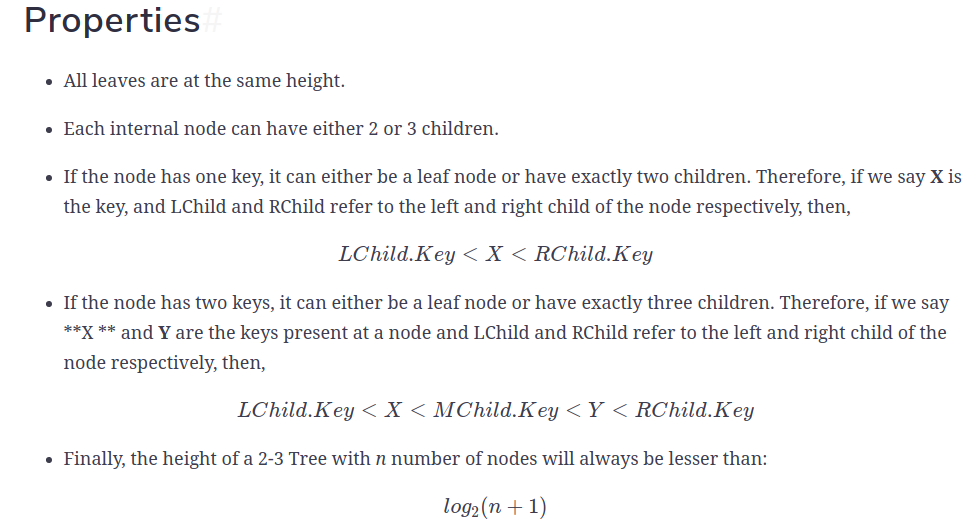 Properties#
• All leaves are at the same height.
• Each internal node can have either 2 or 3 children.
• If the node has one key, it can either be a leaf node or have exactly two children. Therefore, if we say X is
the key, and LChild and RChild refer to the left and right child of the node respectively, then,
LChild.Key < X < RChild.Key
• If the node has two keys, it can either be a leaf node or have exactly three children. Therefore, if we say
**X ** and Y are the keys present at a node and LChild and RChild refer to the left and right child of the
node respectively, then,
LChild.Key < X < MChild.Key < Y < RChild.Key
• Finally, the height of a 2-3 Tree with n number of nodes will always be lesser than:
log₂(n + 1)